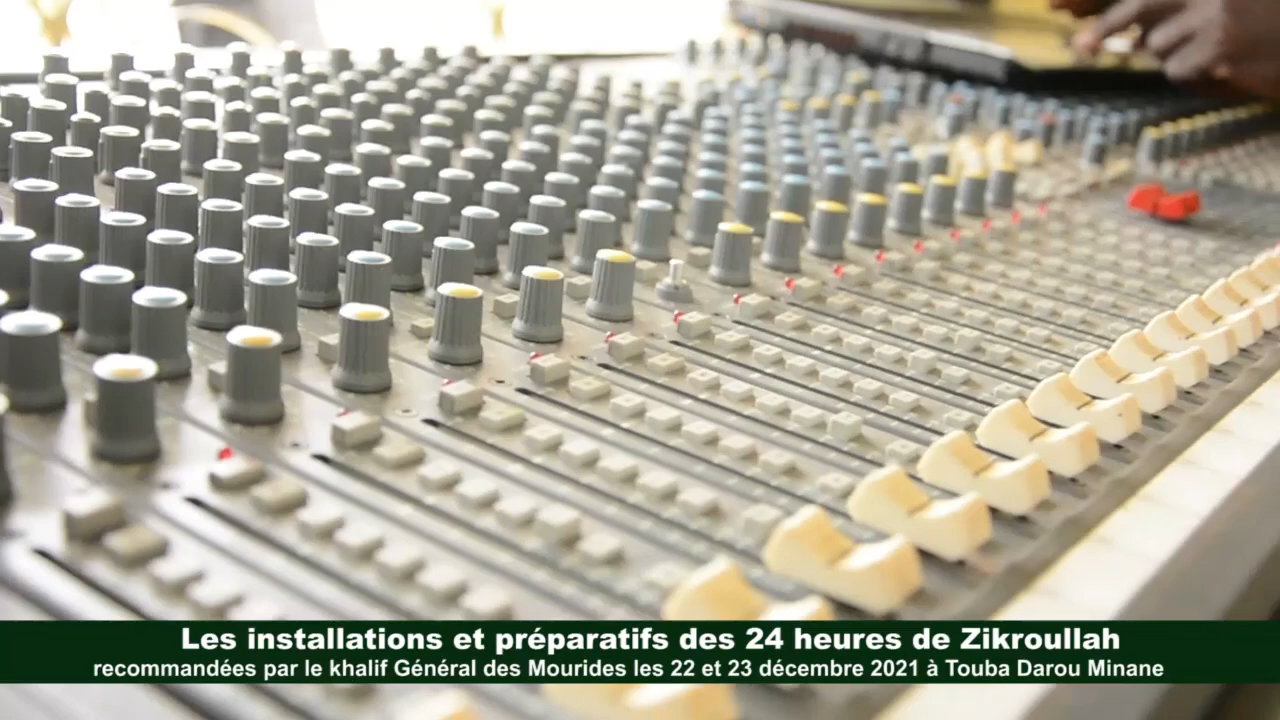 Les installations et préparatifs des 24 heures de Zikroullah
recommandées par le khalif Général des Mourides les 22 et 23 décembre 2021 à Touba Darou Minane